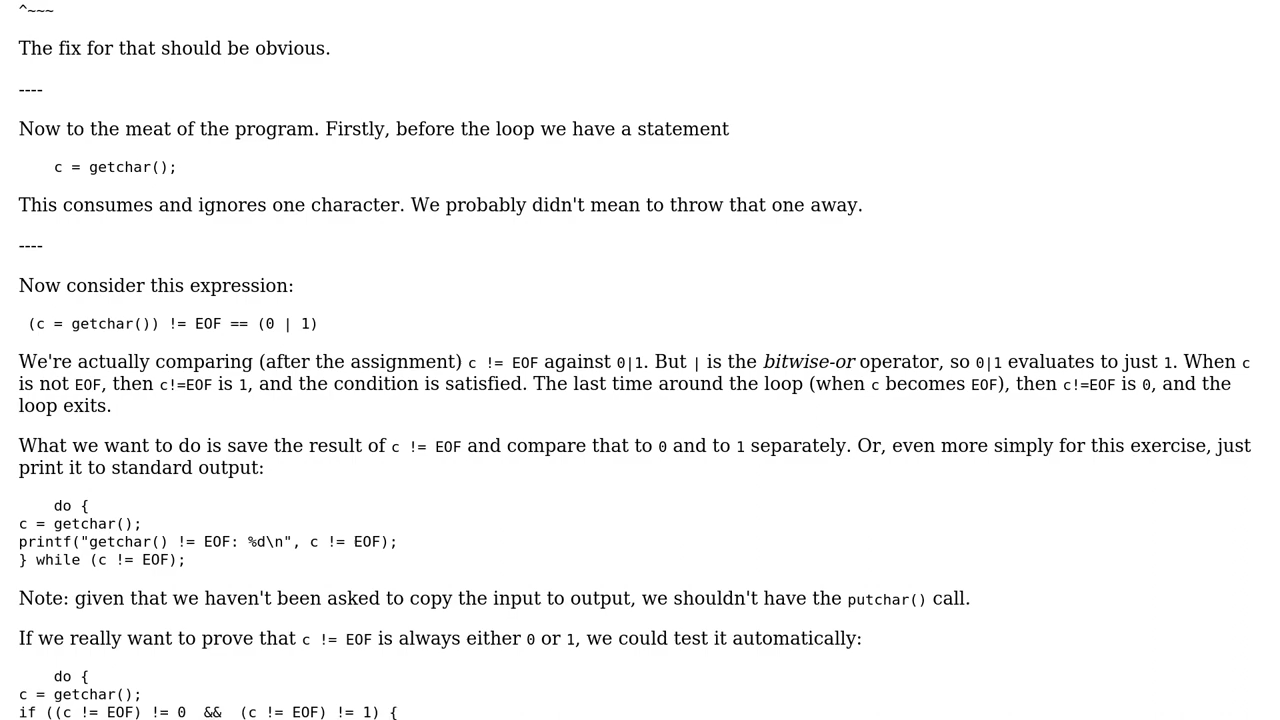 ^~~~
The fix for that should be obvious.
----
Now to the meat of the program. Firstly, before the loop we have a statement
    c = getchar();
This consumes and ignores one character. We probably didn't mean to throw that one away.
----
Now consider this expression:
 (c = getchar()) != EOF == (0 | 1)
We're actually comparing (after the assignment) c != EOF against 0|1. But | is the bitwise-or operator, so 0|1 evaluates to just 1. When c
is not EOF, then c!=EOF is 1, and the condition is satisfied. The last time around the loop (when c becomes EOF), then c!=EOF is 0, and the
loop exits.
What we want to do is save the result of c != EOF and compare that to 0 and to 1 separately. Or, even more simply for this exercise, just
print it to standard output:
    do {
c = getchar();
printf("getchar() != EOF: %d\n", c != EOF);
} while (c != EOF);
Note: given that we haven't been asked to copy the input to output, we shouldn't have the putchar() call.
If we really want to prove that c != EOF is always either 0 or 1, we could test it automatically:
    do {
c = getchar();
if ((c != EOF) != 0  &&  (c != EOF) != 1) {